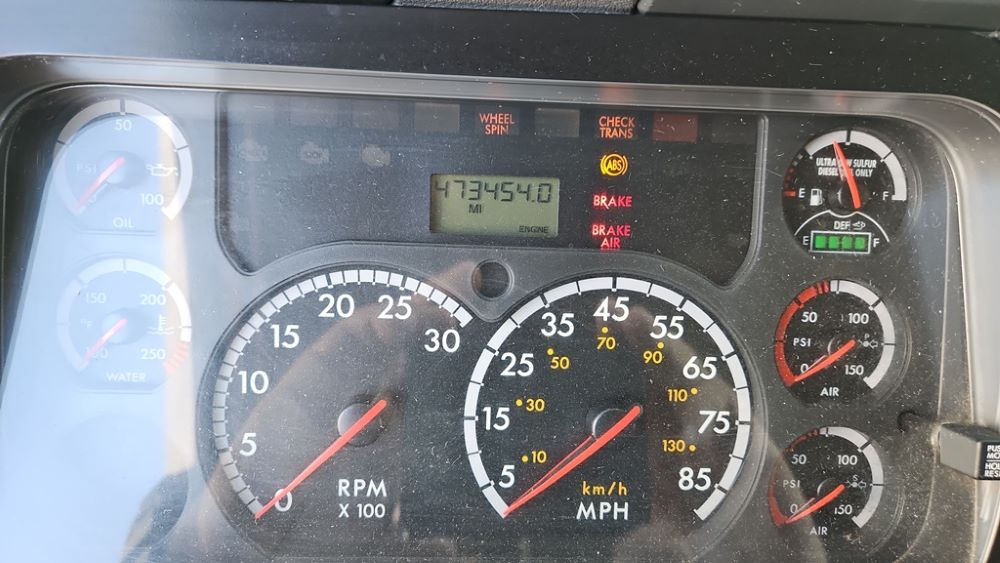 50
PSI
0
100
OIL
WHEEL
SPIN
CHECK
TRANS
ABS
473454.0
MI
ENGINE
BRAKE
BRAKE
AIR
ULTRA LOW SULFUR
DIESEL FUEL ONLY
E
F
DEF
E
F
150
200
°F
100
250
WATER
0
5
10
15
20
25
30
RPM
X 100
5
15
25
35
45
55
65
75
85
10
30
50
70
90
110
130
km/h
MPH
50
100
PSI
0
150
AIR
50
100
PSI
0
150
AIR